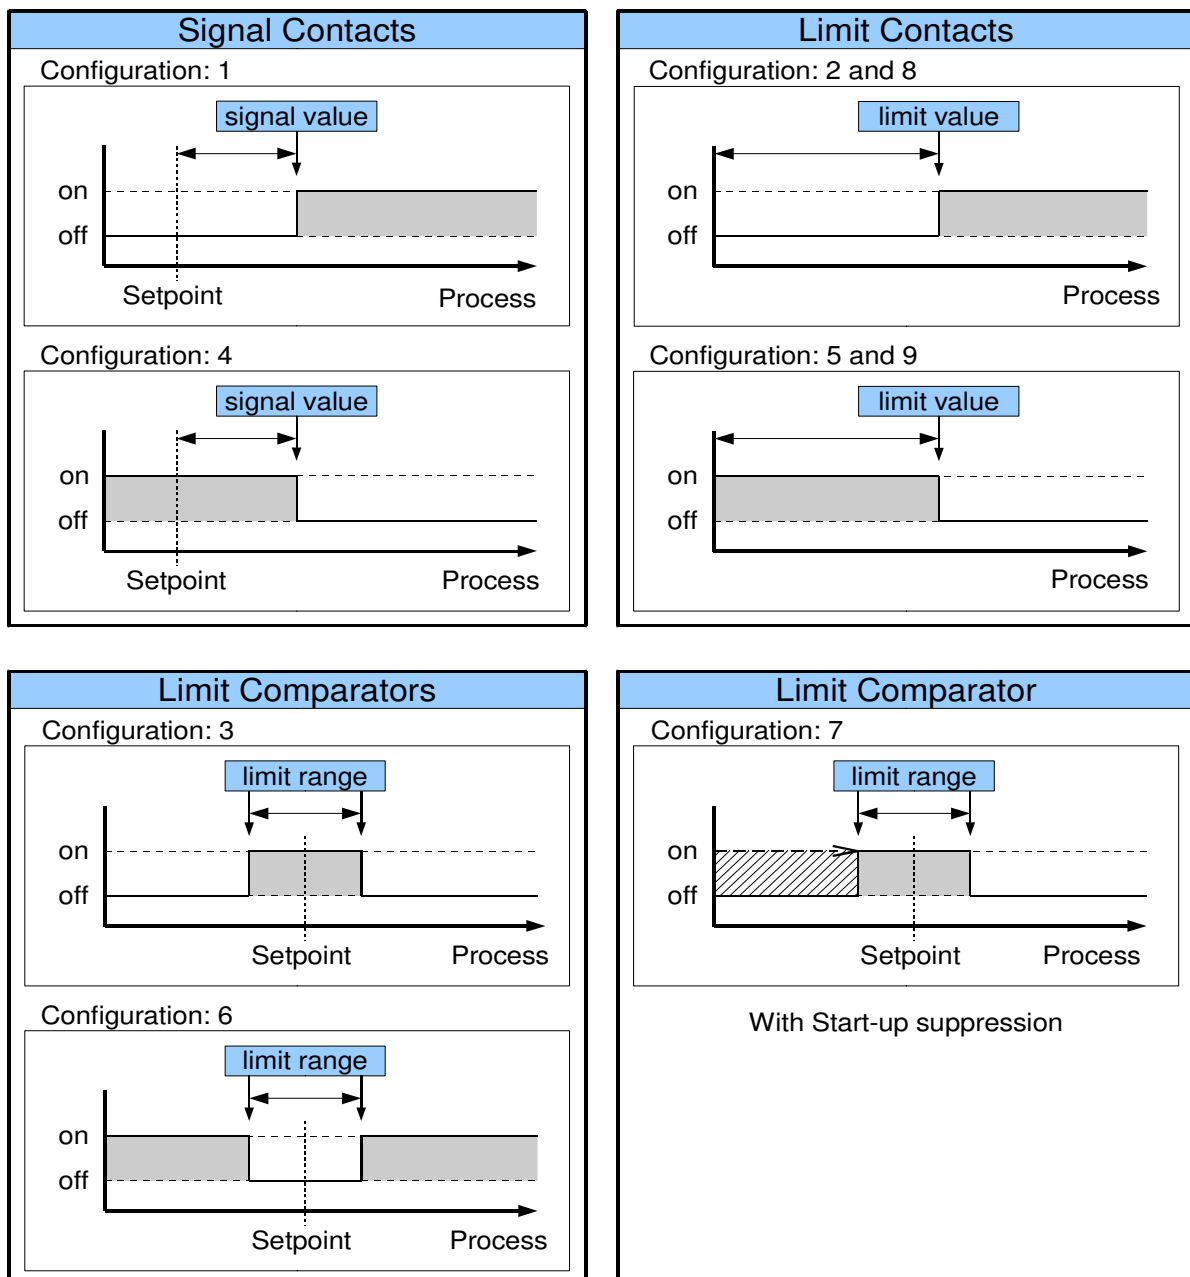 Signal Contacts
Configuration: 1
signal value
on
off
Setpoint
Process
Configuration: 4
signal value
on
off
Setpoint
Process
Limit Contacts
Configuration: 2 and 8
limit value
on
off
Process
Configuration: 5 and 9
limit value
on
off
Process
Limit Comparators
Configuration: 3
limit range
on
off
Setpoint
Process
Configuration: 6
limit range
on
off
Setpoint
Process
Limit Comparator
Configuration: 7
limit range
on
off
Setpoint
Process
With Start-up suppression